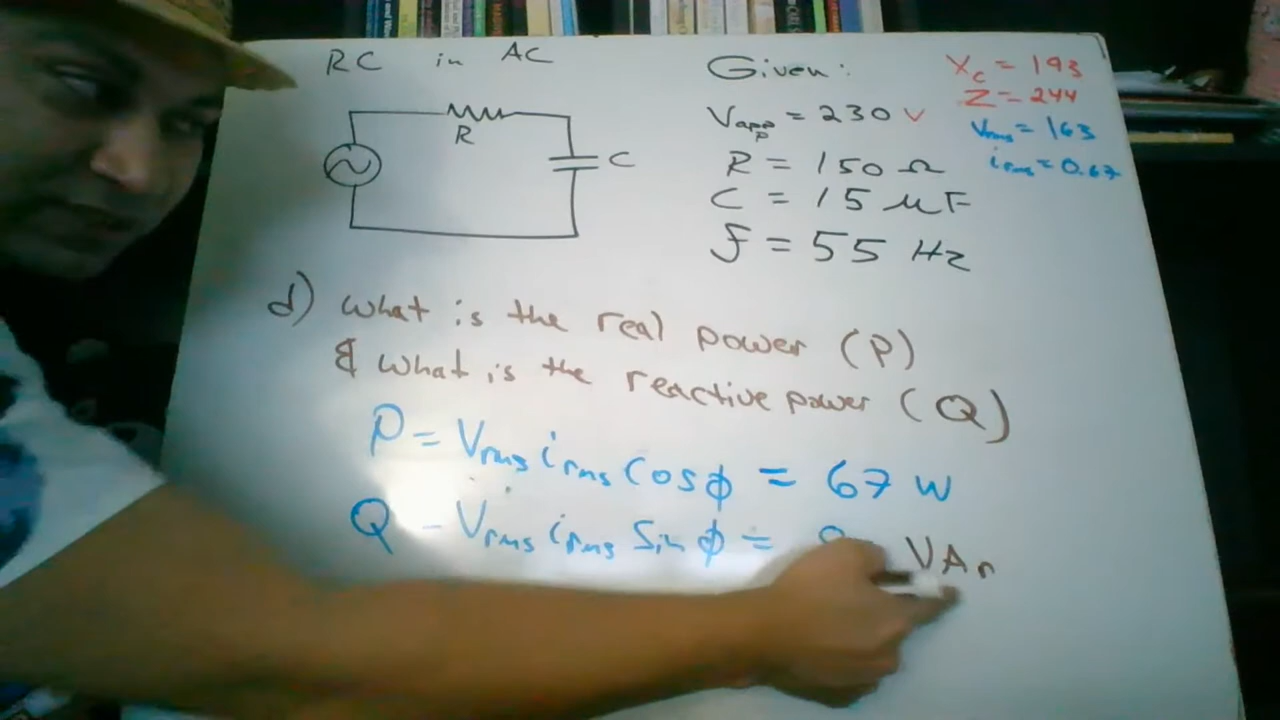 RC in AC
R
C
Given:
Vapp p = 230 V
R = 150 Ω
C = 15 μF
f = 55 Hz
Xc = 193
Z = 244
Vrms = 163
irms = 0.67
d) What is the real power (P)
& what is the reactive power (Q)
P = Vrms irms Cos φ = 67 W
Q = Vrms irms Sin φ = VAr